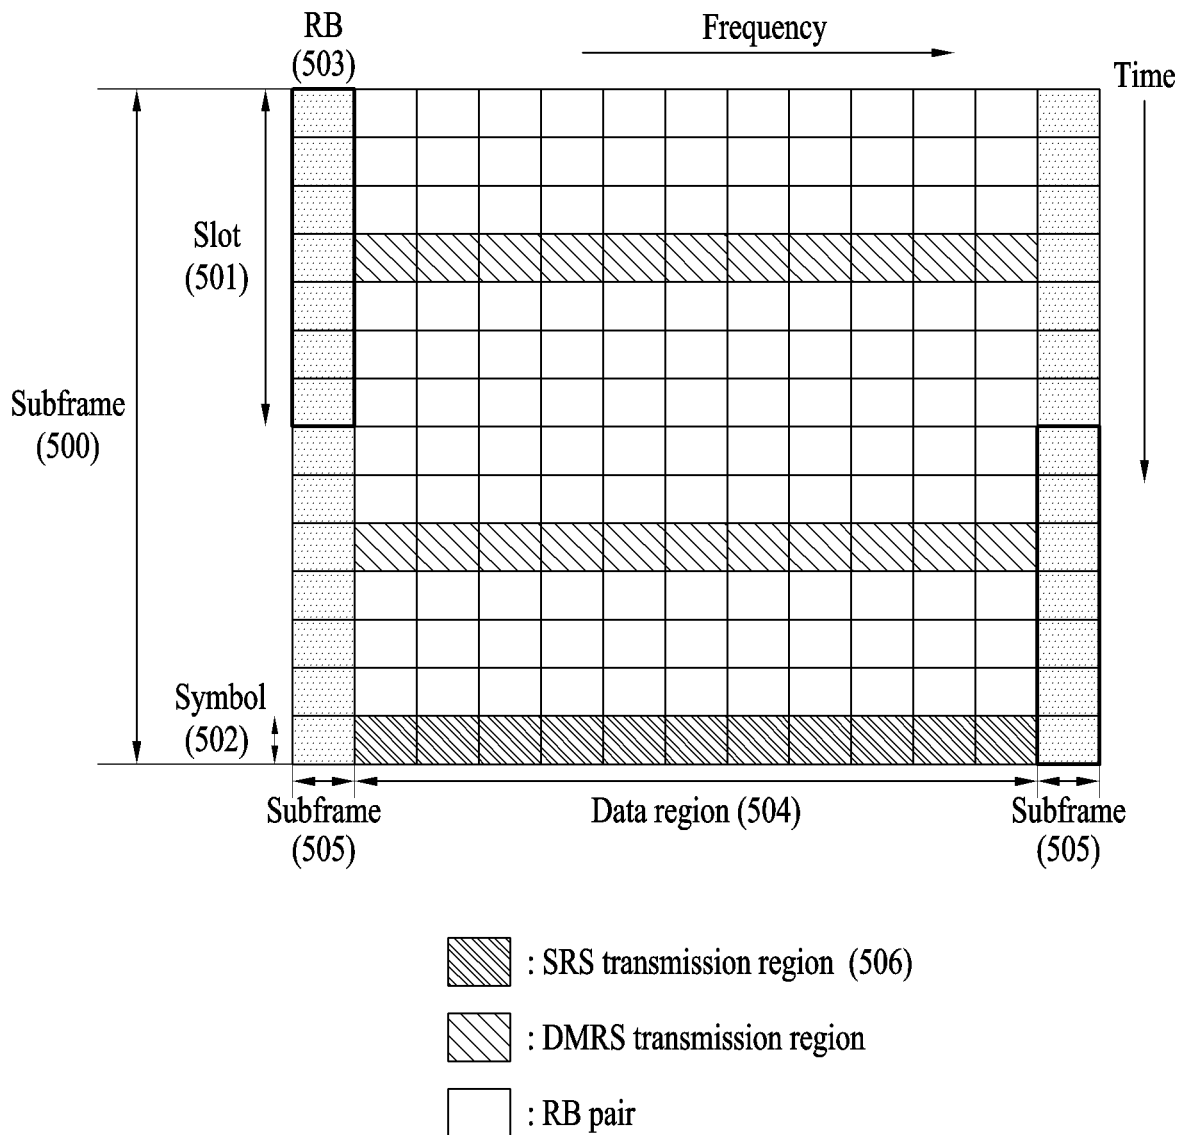 RB
(503)
Frequency
Time
Slot
(501)
Subframe
(500)
Symbol
(502)
Subframe
(505)
Data region (504)
Subframe
(505)
: SRS transmission region (506)
: DMRS transmission region
: RB pair